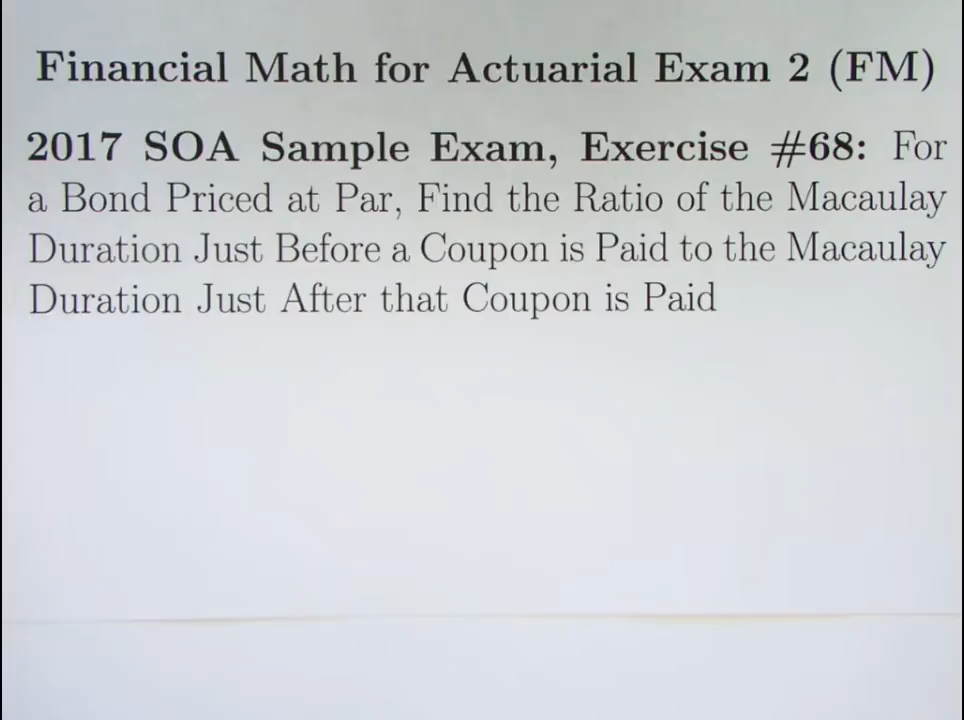 Financial Math for Actuarial Exam 2 (FM)
2017 SOA Sample Exam, Exercise #68: For
a Bond Priced at Par, Find the Ratio of the Macaulay
Duration Just Before a Coupon is Paid to the Macaulay
Duration Just After that Coupon is Paid